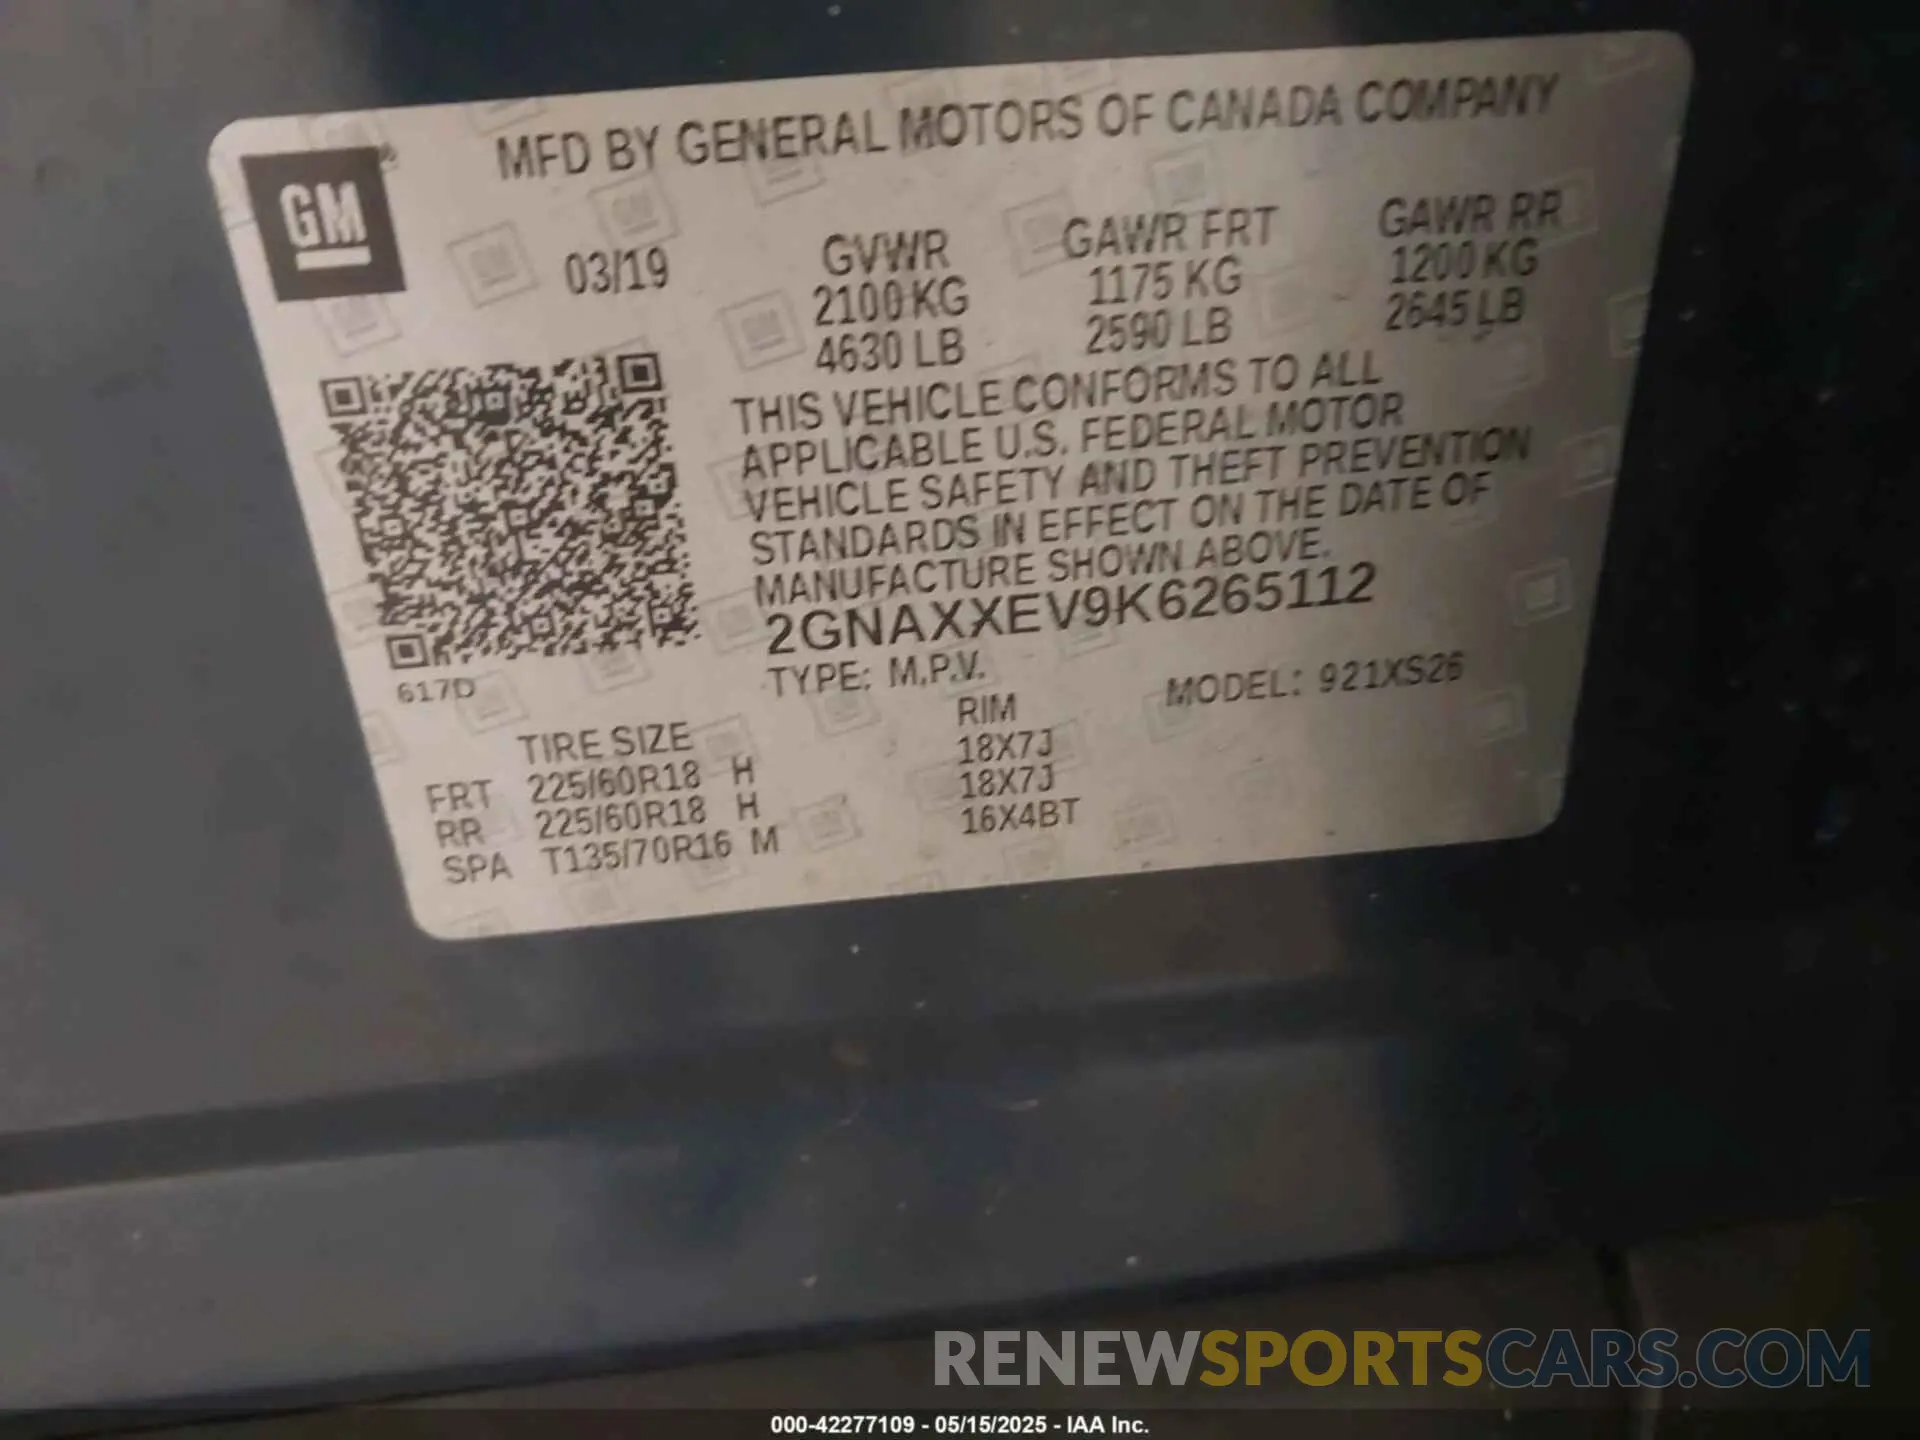 MFD BY GENERAL MOTORS OF CANADA COMPANY
GM
03/19
GVWR
2100 KG
4630 LB
GAWR FRT
1175 KG
2590 LB
GAWR RR
1200 KG
2645 LB
THIS VEHICLE CONFORMS TO ALL
APPLICABLE U.S. FEDERAL MOTOR
VEHICLE SAFETY AND THEFT PREVENTION
STANDARDS IN EFFECT ON THE DATE OF
MANUFACTURE SHOWN ABOVE.
2GNAXXEV9K6265112
TYPE: M.P.V. MODEL: 921XS26
617D
TIRE SIZE RIM
FRT 225/60R18 H 18X7J
RR 225/60R18 H 18X7J
SPA T135/70R16 M 16X4BT
RENEWSPORTSCARS.COM
000-42277109 - 05/15/2025 - IAA Inc.